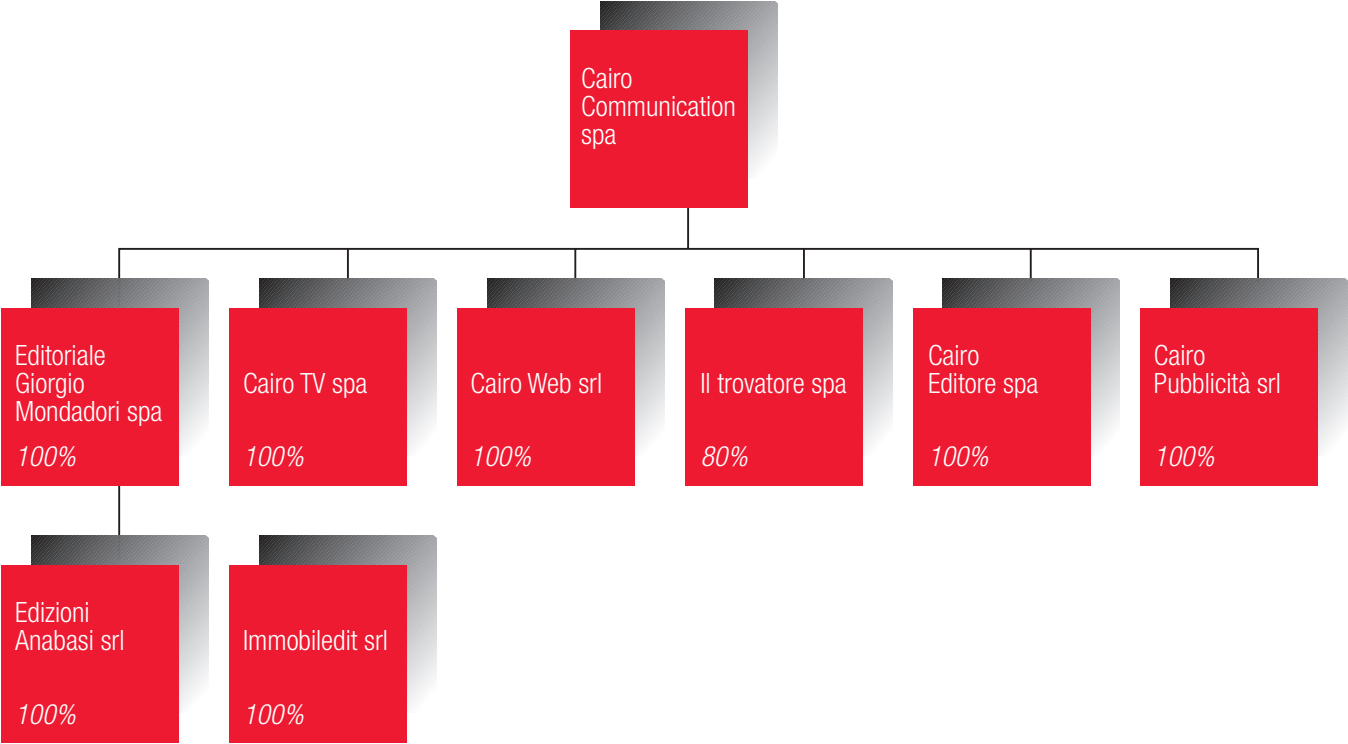 Cairo
Communication
spa
Editoriale
Giorgio
Mondadori spa
100%
Cairo TV spa
100%
Cairo Web srl
100%
Il trovatore spa
80%
Cairo
Editore spa
100%
Cairo
Pubblicità srl
100%
Edizioni
Anabasi srl
100%
Immobiledit srl
100%